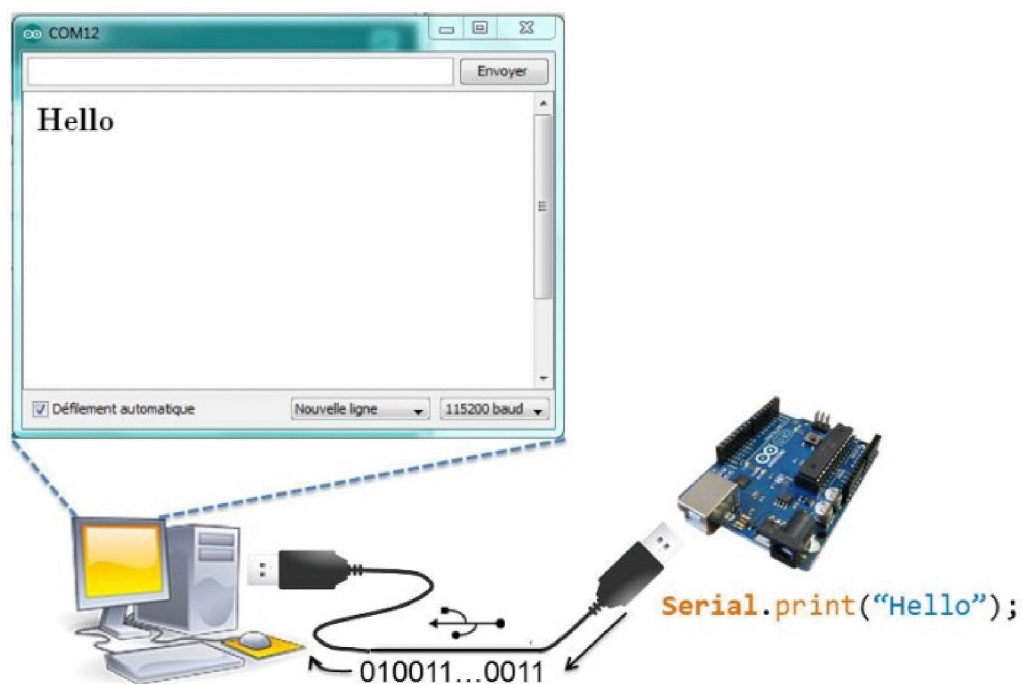 COM12
Envoyer
Hello
Défilement automatique
Nouvelle ligne
115200 baud
Serial.print(“Hello”);
010011...0011